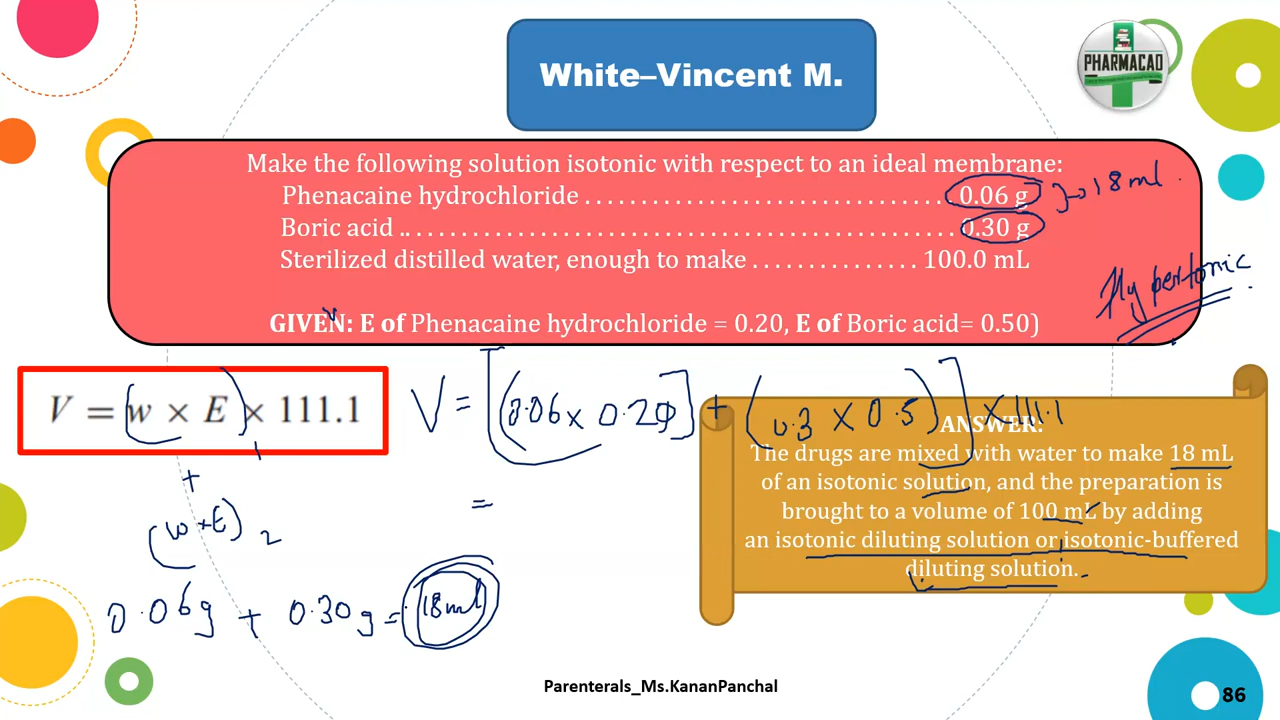 White–Vincent M.
PHARMACAD
Make the following solution isotonic with respect to an ideal membrane:
Phenacaine hydrochloride ................................. 0.06 g
}→ 18 ml
Boric acid .................................................... 0.30 g
Sterilized distilled water, enough to make ............... 100.0 mL
Hypertonic
GIVEN: E of Phenacaine hydrochloride = 0.20, E of Boric acid= 0.50)
V = w × E × 111.1
V = [(0.06 × 0.20] + (0.3 × 0.5)] × 111.1
+
(w×E) 2
=
0.06g + 0.30g = 18ml
ANSWER:
The drugs are mixed with water to make 18 mL
of an isotonic solution, and the preparation is
brought to a volume of 100 mL by adding
an isotonic diluting solution or isotonic-buffered
diluting solution.
Parenterals_Ms.KananPanchal
86